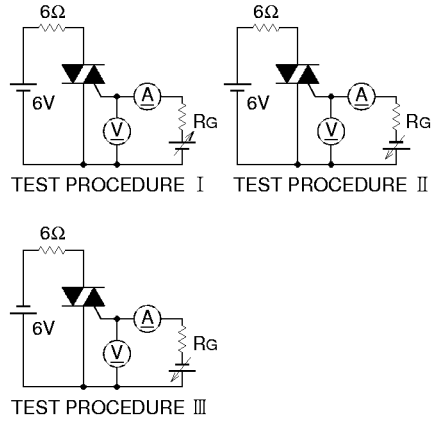 6Ω
6V
A
V
RG
TEST PROCEDURE Ⅰ
6Ω
6V
A
V
RG
TEST PROCEDURE Ⅱ
6Ω
6V
A
V
RG
TEST PROCEDURE Ⅲ